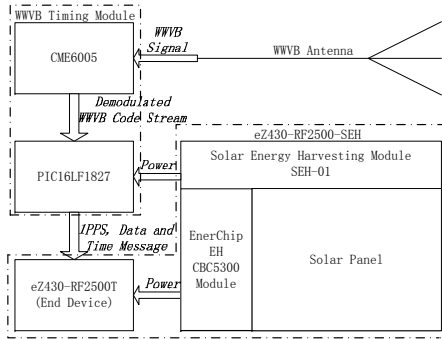 WWVB Timing Module
CME6005
WWVB
Signal
WWVB Antenna
Demodulated
WWVB Code Stream
eZ430-RF2500-SEH
PIC16LF1827
Power
Solar Energy Harvesting Module
SEH-01
1PPS, Data and
Time Message
EnerChip
EH
CBC5300
Module
Solar Panel
eZ430-RF2500T
(End Device)
Power